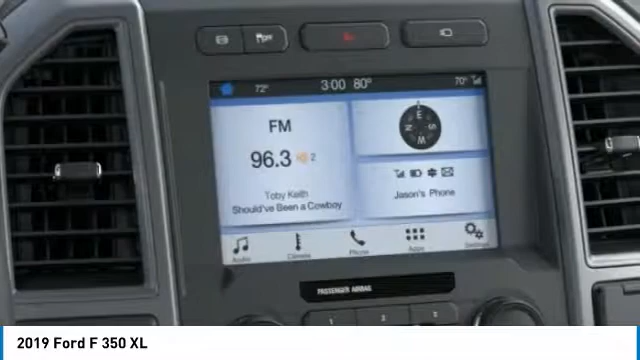 72°
3:00 80°
70°
FM
96.3 2
Toby Keith
Should've Been a Cowboy
E
N S
W
Jason's Phone
Audio
Climate
Phone
Apps
Settings
PASSENGER AIRBAG
1 2 3
2019 Ford F 350 XL